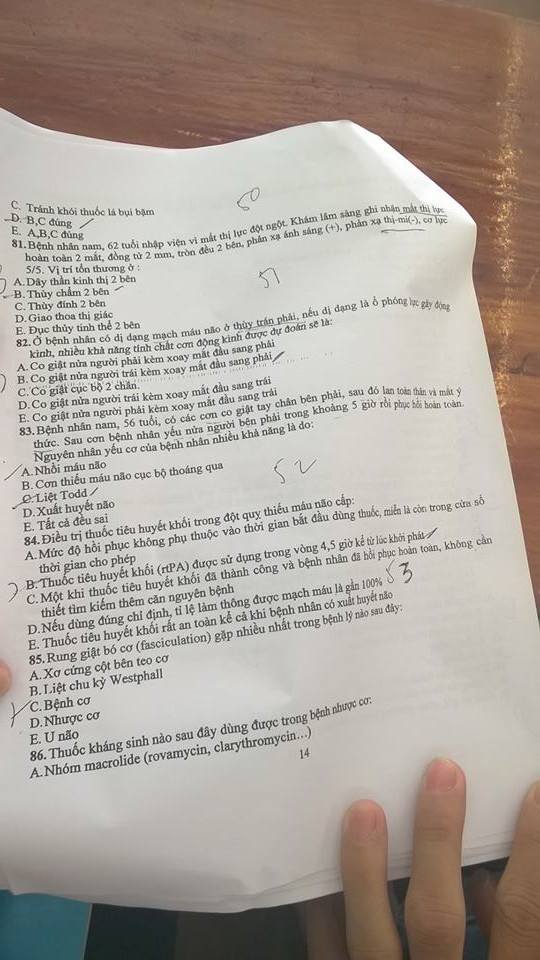 C. Tránh khói thuốc lá bụi bặm
D. B,C đúng
E. A,B,C đúng
50
81. Bệnh nhân nam, 62 tuổi nhập viện vì mất thị lực đột ngột. Khám lâm sàng ghi nhận mất thị lực
hoàn toàn 2 mắt, đồng tử 2 mm, tròn đều 2 bên, phản xạ ánh sáng (+), phản xạ thị-mi(-), cơ lực
5/5. Vị trí tổn thương ở :
A. Dây thần kinh thị 2 bên
B. Thùy chẩm 2 bên
C. Thùy đính 2 bên
D. Giao thoa thị giác
E. Đục thủy tinh thể 2 bên
51
82. Ở bệnh nhân có dị dạng mạch máu não ở thùy trán phải, nếu dị dạng là ổ phóng lực gây động
kinh, nhiều khả năng tính chất cơn động kinh được dự đoán sẽ là:
A. Co giật nửa người phải kèm xoay mắt đầu sang phải
B. Co giật nửa người trái kèm xoay mắt đầu sang phải
C. Co giật cục bộ 2 chân.
D. Co giật nửa người trái kèm xoay mắt đầu sang trái
E. Co giật nửa người phải kèm xoay mắt đầu sang trái
83. Bệnh nhân nam, 56 tuổi, có các cơn co giật tay chân bên phải, sau đó lan toàn thân và mất ý
thức. Sau cơn bệnh nhân yếu nửa người bên phải trong khoảng 5 giờ rồi phục hồi hoàn toàn.
Nguyên nhân yếu cơ của bệnh nhân nhiều khả năng là do:
A. Nhồi máu não
B. Cơn thiếu máu não cục bộ thoáng qua
C. Liệt Todd
D. Xuất huyết não
E. Tất cả đều sai
52
84. Điều trị thuốc tiêu huyết khối trong đột quỵ thiếu máu não cấp:
A. Mức độ hồi phục không phụ thuộc vào thời gian bắt đầu dùng thuốc, miễn là còn trong cửa sổ
thời gian cho phép
B. Thuốc tiêu huyết khối (rtPA) được sử dụng trong vòng 4,5 giờ kể từ lúc khởi phát
C. Một khi thuốc tiêu huyết khối đã thành công và bệnh nhân đã hồi phục hoàn toàn, không cần
thiết tìm kiếm thêm căn nguyên bệnh
D. Nếu dùng đúng chỉ định, tỉ lệ làm thông được mạch máu là gần 100%
E. Thuốc tiêu huyết khối rất an toàn kể cả khi bệnh nhân có xuất huyết não
53
85. Rung giật bó cơ (fasciculation) gặp nhiều nhất trong bệnh lý nào sau đây:
A. Xơ cứng cột bên teo cơ
B. Liệt chu kỳ Westphall
C. Bệnh cơ
D. Nhược cơ
E. U não
86. Thuốc kháng sinh nào sau đây dùng được trong bệnh nhược cơ:
A. Nhóm macrolide (rovamycin, clarythromycin...)
14